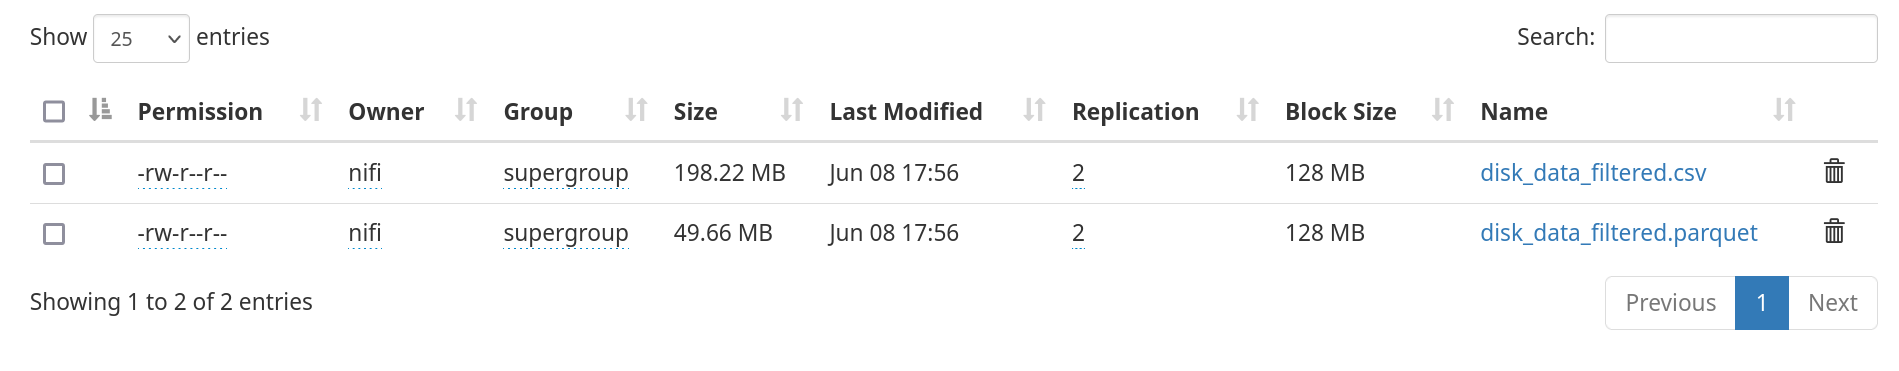 Show 25 entries Search:
Permission Owner Group Size Last Modified Replication Block Size Name
-rw-r--r-- nifi supergroup 198.22 MB Jun 08 17:56 2 128 MB disk_data_filtered.csv
-rw-r--r-- nifi supergroup 49.66 MB Jun 08 17:56 2 128 MB disk_data_filtered.parquet
Showing 1 to 2 of 2 entries Previous 1 Next